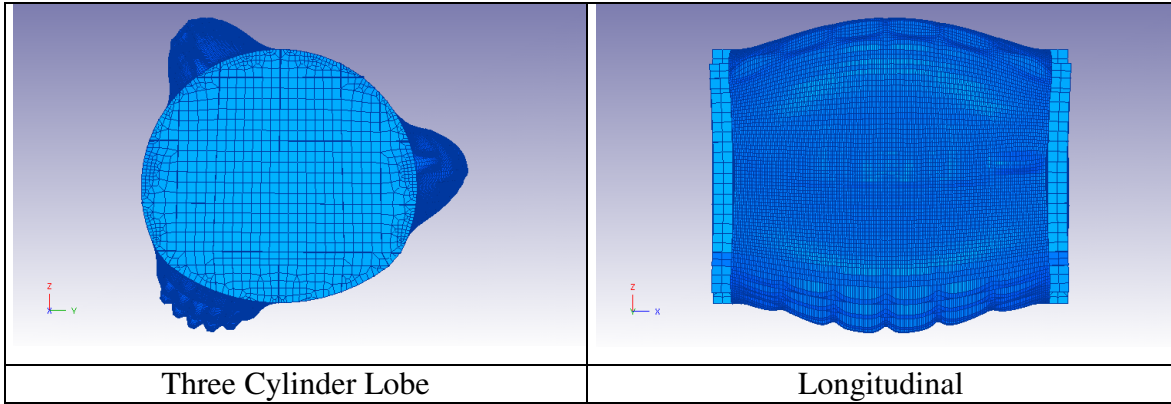 Z
X Y
Z
Y X
Three Cylinder Lobe
Longitudinal